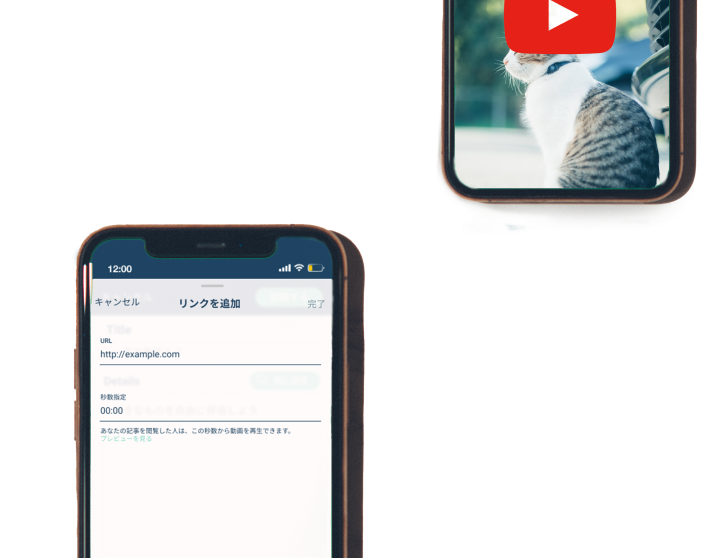 12:00
キャンセル
リンクを追加
完了
Title
URL
http://example.com
Details
秒数指定
00:00
あなたの記事を閲覧した人は、この秒数から動画を再生できます。
プレビューを見る